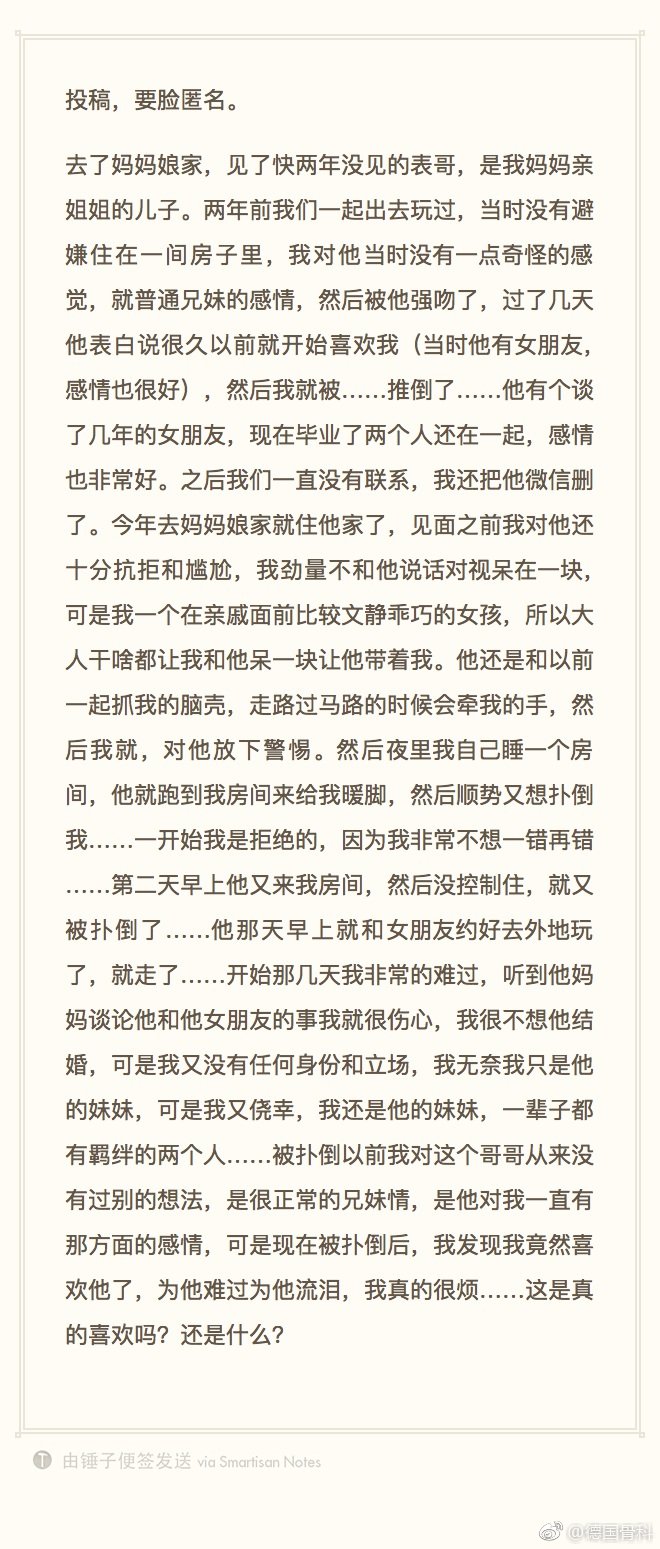 投稿，要脸匿名。
去了妈妈娘家，见了快两年没见的表哥，是我妈妈亲
姐姐的儿子。两年前我们一起出去玩过，当时没有避
嫌住在一间房子里，我对他当时没有一点奇怪的感
觉，就普通兄妹的感情，然后被他强吻了，过了几天
他表白说很久以前就开始喜欢我（当时他有女朋友，
感情也很好），然后我就被……推倒了……他有个谈
了几年的女朋友，现在毕业了两个人还在一起，感情
也非常好。之后我们一直没有联系，我还把他微信删
了。今年去妈妈娘家就住他家了，见面之前我对他还
十分抗拒和尴尬，我劲量不和他说话对视呆在一块，
可是我一个在亲戚面前比较文静乖巧的女孩，所以大
人干啥都让我和他呆一块让他带着我。他还是和以前
一起抓我的脑壳，走路过马路的时候会牵我的手，然
后我就，对他放下警惕。然后夜里我自己睡一个房
间，他就跑到我房间来给我暖脚，然后顺势又想扑倒
我……一开始我是拒绝的，因为我非常不想一错再错
……第二天早上他又来我房间，然后没控制住，就又
被扑倒了……他那天早上就和女朋友约好去外地玩
了，就走了……开始那几天我非常的难过，听到他妈
妈谈论他和他女朋友的事我就很伤心，我很不想他结
婚，可是我又没有任何身份和立场，我无奈我只是他
的妹妹，可是我又侥幸，我还是他的妹妹，一辈子都
有羁绊的两个人……被扑倒以前我对这个哥哥从来没
有过别的想法，是很正常的兄妹情，是他对我一直有
那方面的感情，可是现在被扑倒后，我发现我竟然喜
欢他了，为他难过为他流泪，我真的很烦……这是真
的喜欢吗？还是什么？
由锤子便签发送 via Smartisan Notes
@德国骨科